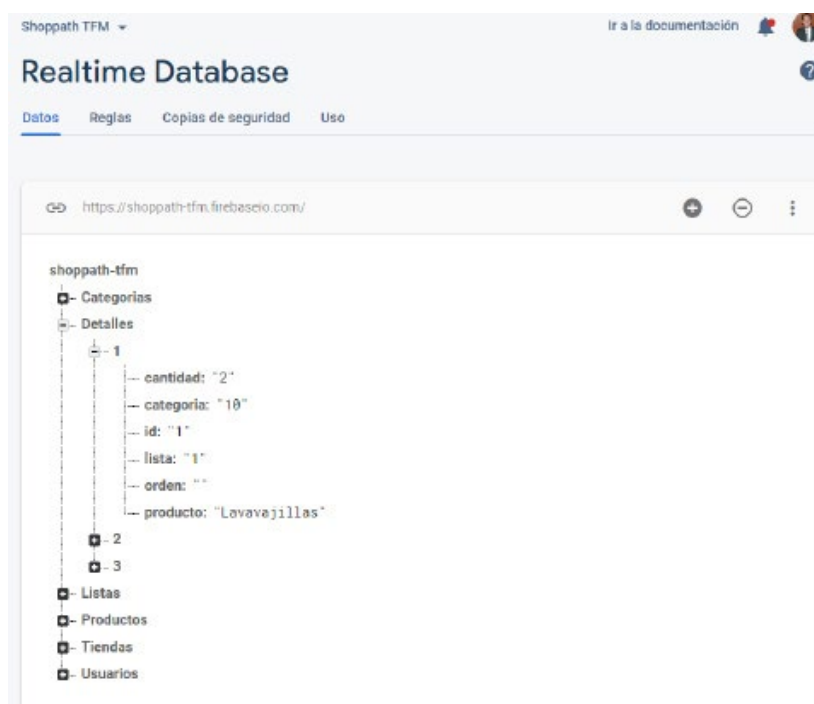 Shoppath TFM
Ir a la documentación
Realtime Database
Datos Reglas Copias de seguridad Uso
https://shoppath-tfm.firebaseio.com/
shoppath-tfm
Categorias
Detalles
1
cantidad: "2"
categoria: "10"
id: "1"
lista: "1"
orden: ""
producto: "Lavavajillas"
2
3
Listas
Productos
Tiendas
Usuarios